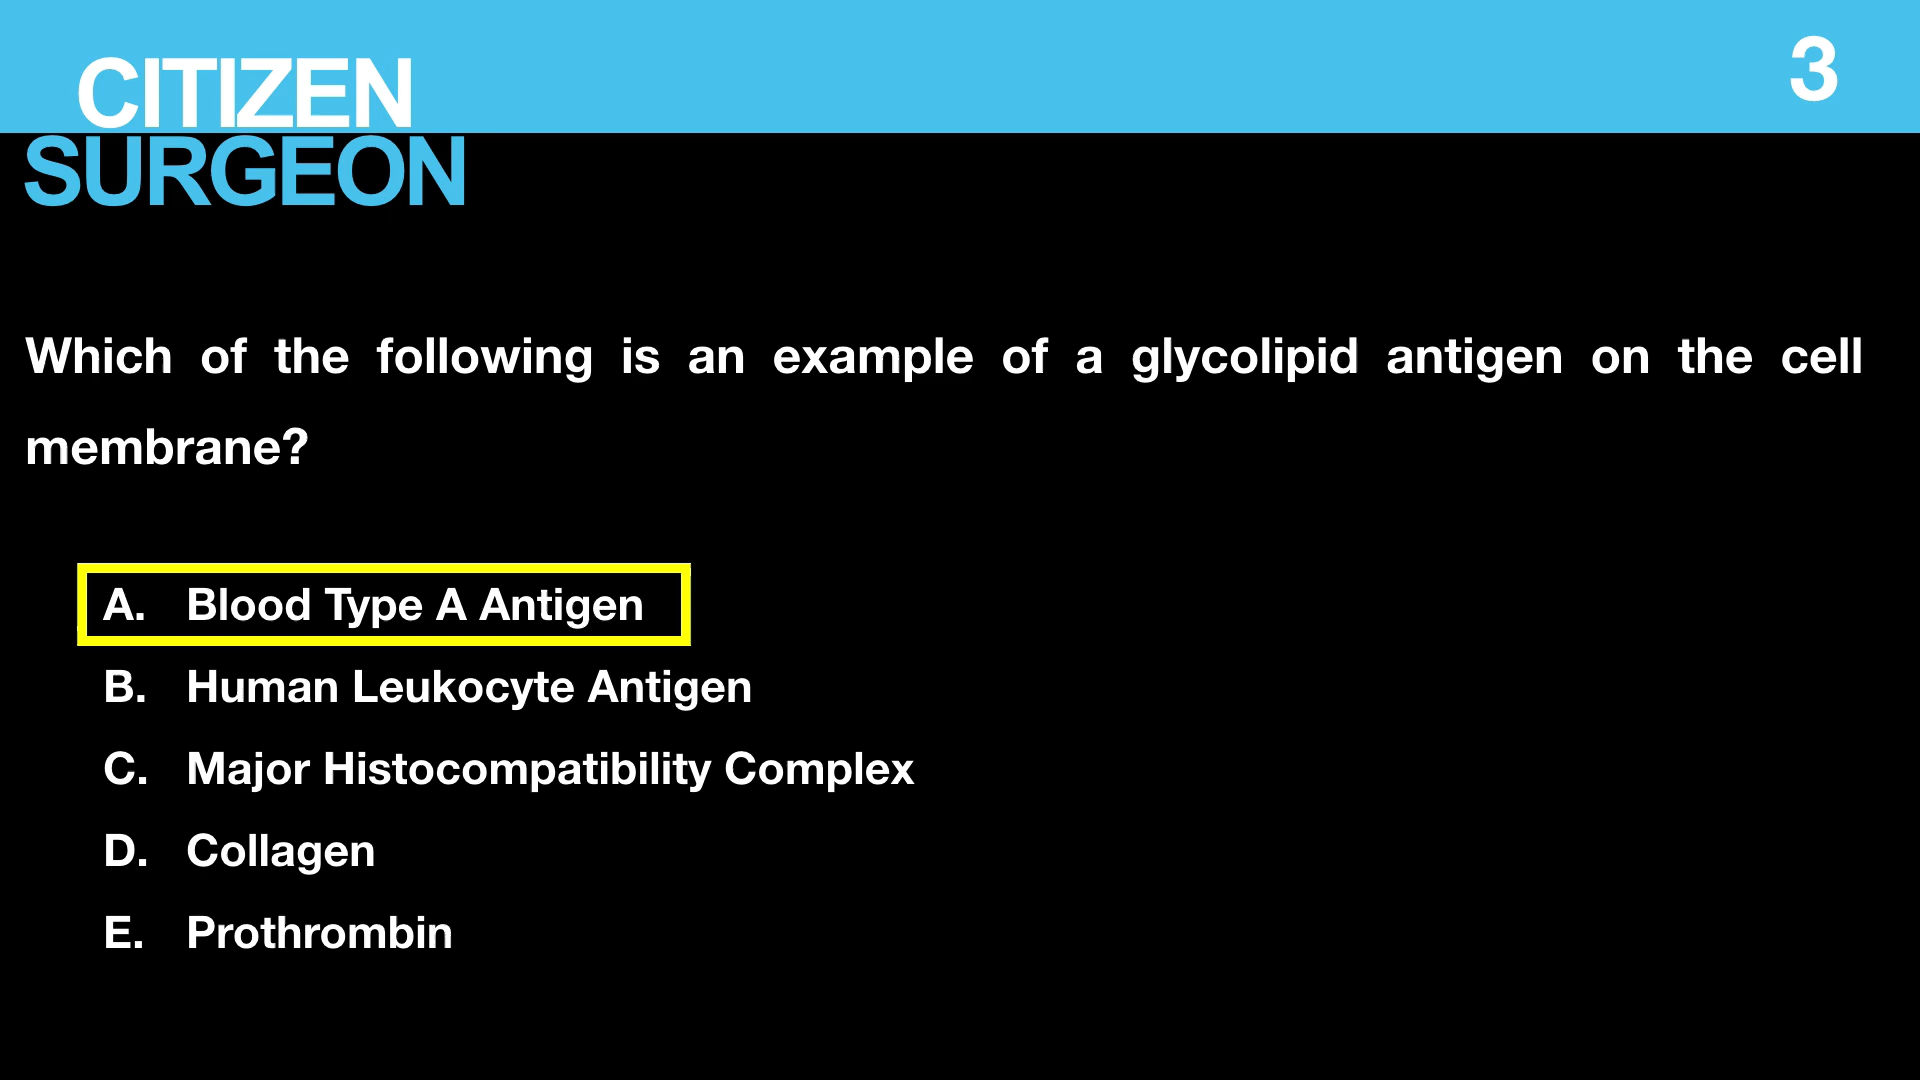 CITIZEN
3
SURGEON
Which of the following is an example of a glycolipid antigen on the cell
membrane?
A. Blood Type A Antigen
B. Human Leukocyte Antigen
C. Major Histocompatibility Complex
D. Collagen
E. Prothrombin